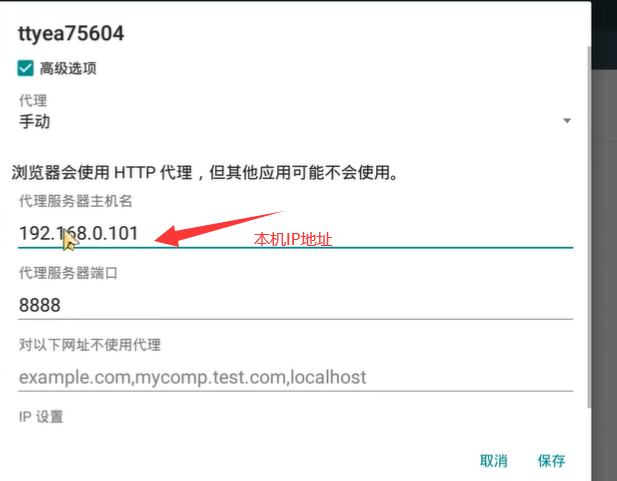 ttyea75604
高级选项
代理
手动
浏览器会使用 HTTP 代理，但其他应用可能不会使用。
代理服务器主机名
192.168.0.101
本机IP地址
代理服务器端口
8888
对以下网址不使用代理
example.com,mycomp.test.com,localhost
IP 设置
取消 保存